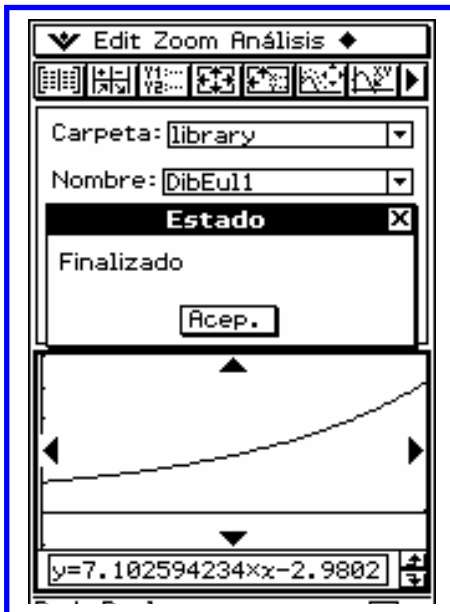 Edit Zoom Análisis
Carpeta: library
Nombre: DibEul1
Estado
Finalizado
Acep.
y=7.102594234×x-2.9802